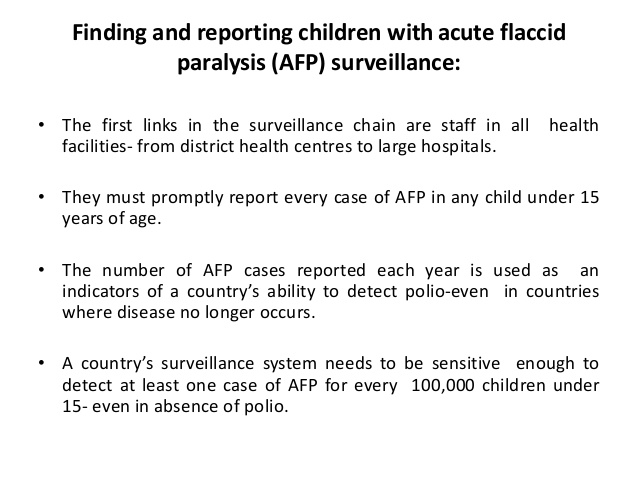 Finding and reporting children with acute flaccid
paralysis (AFP) surveillance:
• The first links in the surveillance chain are staff in all health
facilities- from district health centres to large hospitals.
• They must promptly report every case of AFP in any child under 15
years of age.
• The number of AFP cases reported each year is used as an
indicators of a country’s ability to detect polio-even in countries
where disease no longer occurs.
• A country’s surveillance system needs to be sensitive enough to
detect at least one case of AFP for every 100,000 children under
15- even in absence of polio.